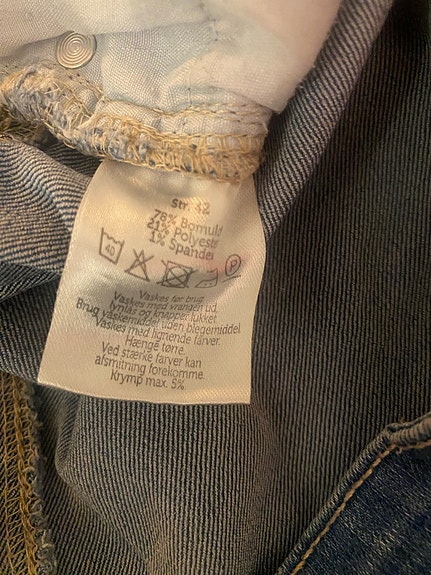 str. 42
78% Bomuld
21% Polyester
1% Spandex
P
Vaskes før brug.
Vaskes med vrangen ud,
lynlås og knapper lukket.
Brug vaskemiddel uden blegemiddel.
Vaskes med lignende farver.
Hænge tørre.
Ved stærke farver kan
afsmitning forekomme.
Krymp max. 5%